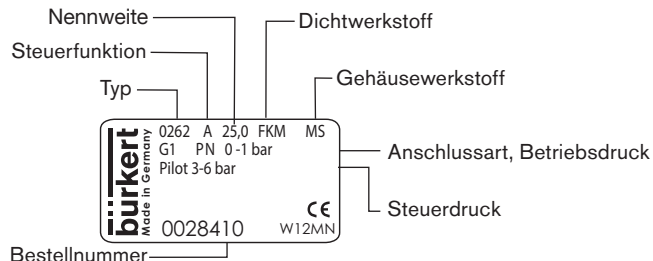 Nennweite
Dichtwerkstoff
Steuerfunktion
Gehäusewerkstoff
Typ
bürkert
Made in Germany
0262 A 25,0 FKM MS
G1 PN 0 -1 bar
Pilot 3-6 bar
Anschlussart, Betriebsdruck
Steuerdruck
CE
0028410 W12MN
Bestellnummer